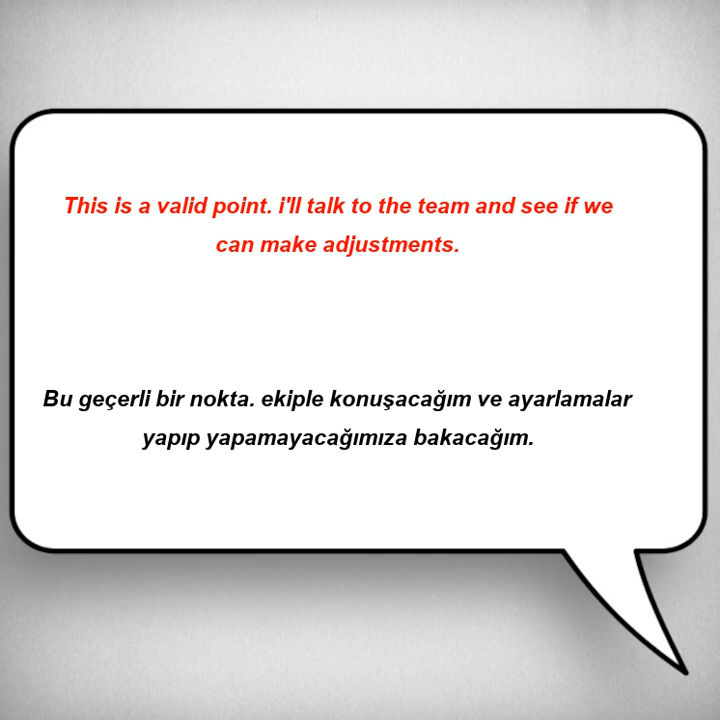 This is a valid point. i'll talk to the team and see if we
can make adjustments.
Bu geçerli bir nokta. ekiple konuşacağım ve ayarlamalar
yapıp yapamayacağımıza bakacağım.